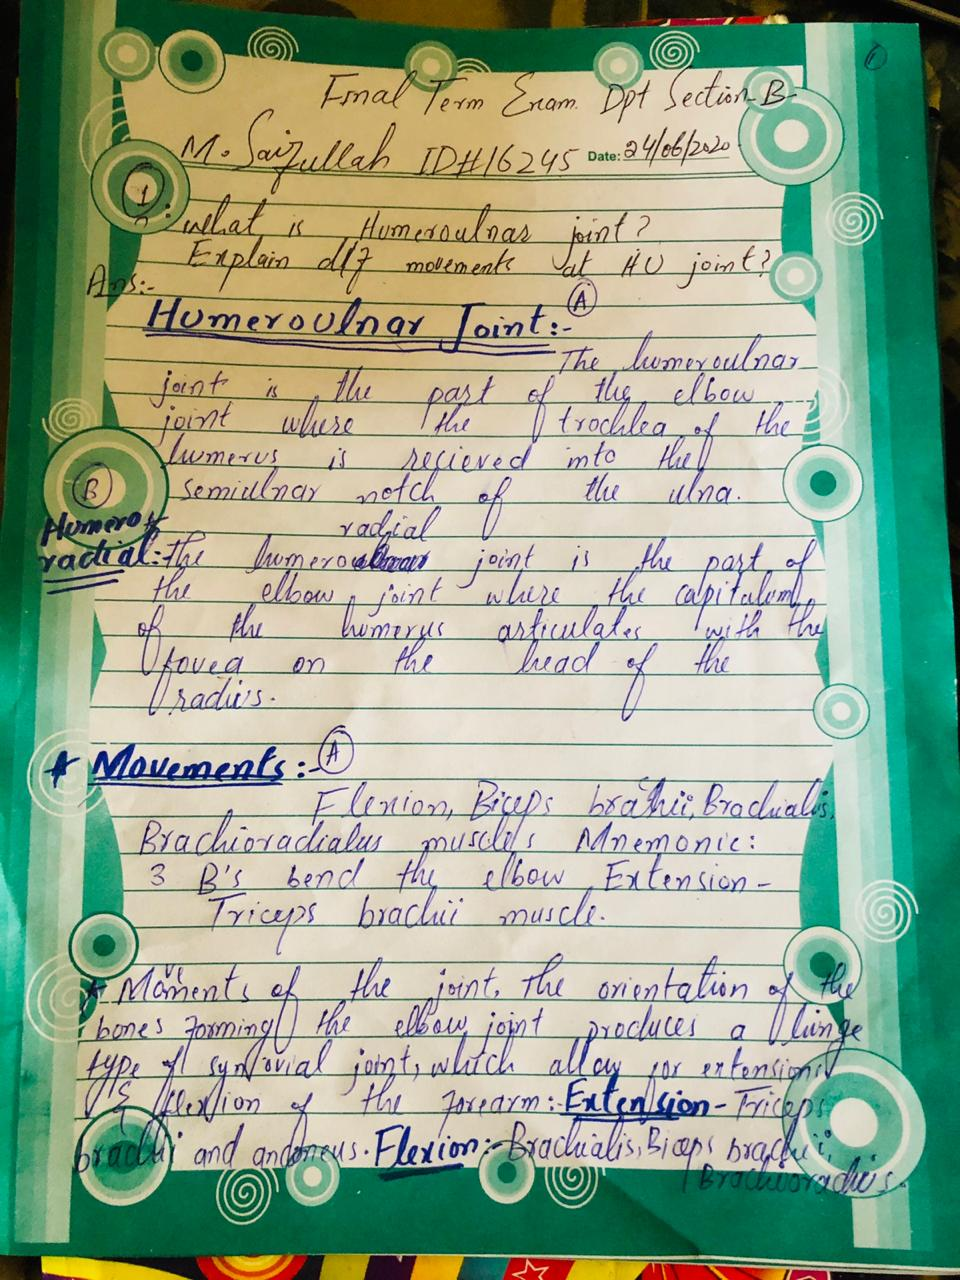 1
Final Term Exam. Dpt Section-B-
M. Saifullah ID#16245 Date: 24/06/2020
1: What is Humeroulnar joint?
Explain d/f movements at HU joint?
Ans:-
Humeroulnar Joint:- A
The humeroulnar
joint is the part of the elbow
joint where the trochlea of the
humerus is recieved into the
semiulnar notch of the ulna.
B
Humero
radial:- The humero radial joint is the part of
the elbow joint where the capitulum
of the humerus articulates with the
fovea on the head of the
radius.
* Movements:- A
Flexion, Biceps brachii, Brachialis,
Brachioradialus muscles Mnemonic:
3 B's bend the elbow Extension-
Triceps brachii muscle.
* Movements of the joint, The orientation of the
bones forming the elbow joint produces a hinge
type of synovial joint, which allow for extension
& flexion of the forearm:- Extension - Triceps
brachii and anconeus. Flexion:- Brachialis, Biceps brachii,